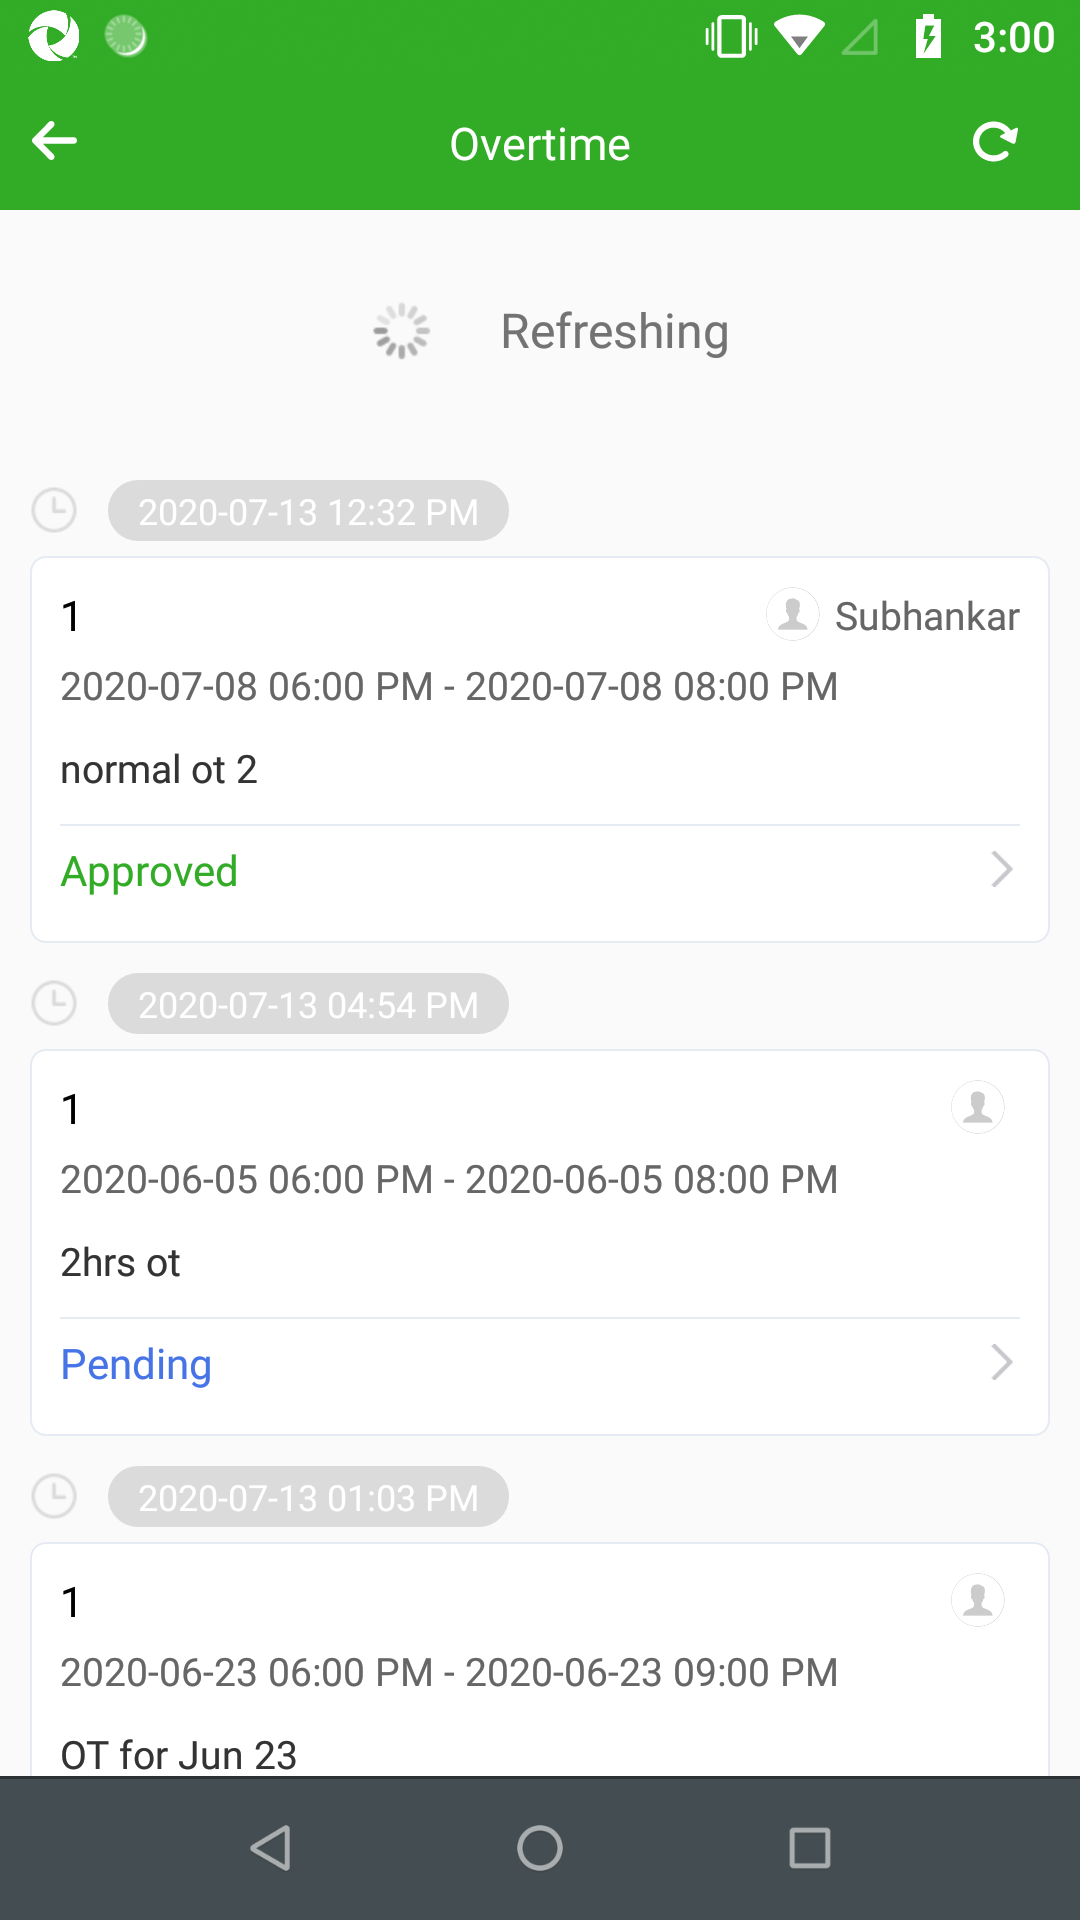 3:00
Overtime
Refreshing
2020-07-13 12:32 PM
1
Subhankar
2020-07-08 06:00 PM - 2020-07-08 08:00 PM
normal ot 2
Approved
2020-07-13 04:54 PM
1
2020-06-05 06:00 PM - 2020-06-05 08:00 PM
2hrs ot
Pending
2020-07-13 01:03 PM
1
2020-06-23 06:00 PM - 2020-06-23 09:00 PM
OT for Jun 23